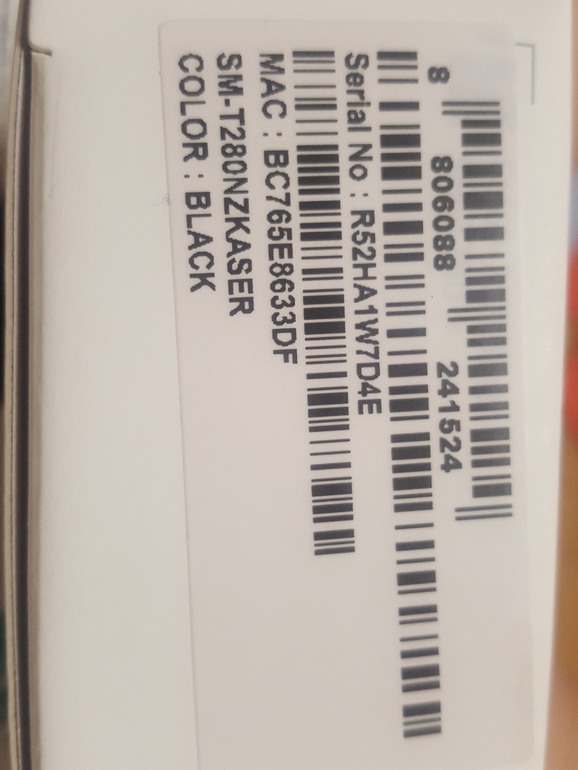 8 806088 241524
Serial No : R52HA1W7D4E
MAC : BC765E8633DF
SM-T280NZKASER
COLOR : BLACK